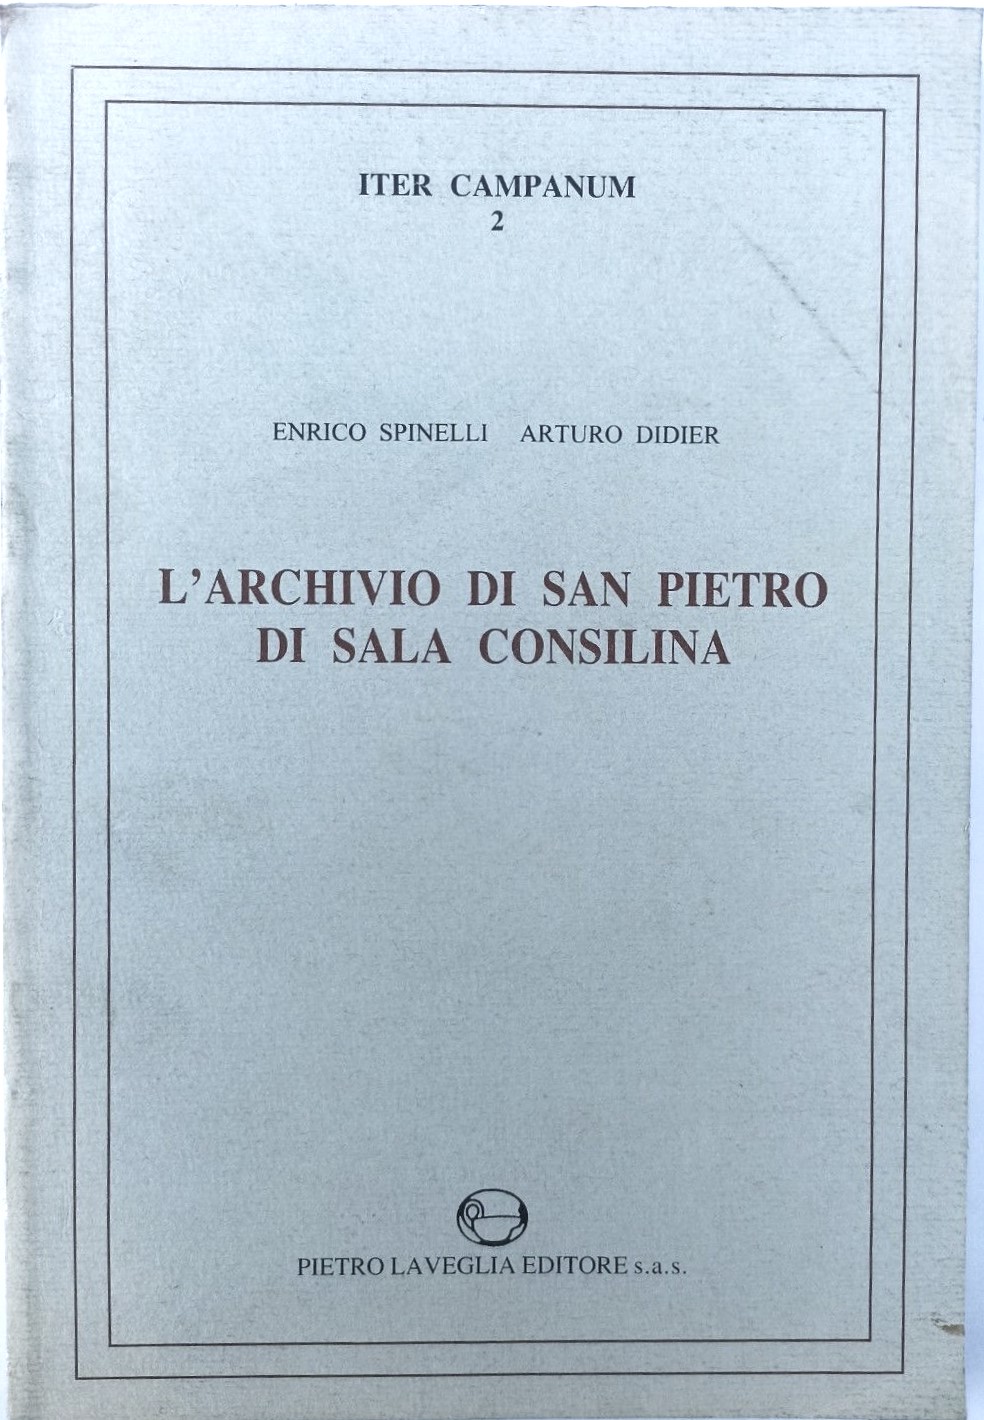 ITER CAMPANUM
2
ENRICO SPINELLI ARTURO DIDIER
L'ARCHIVIO DI SAN PIETRO
DI SALA CONSILINA
PIETRO LAVEGLIA EDITORE s.a.s.